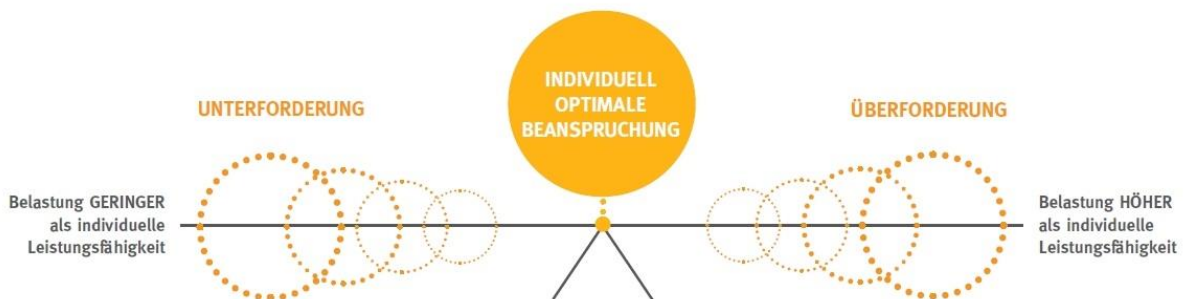 INDIVIDUELL
OPTIMALE
BEANSPRUCHUNG
UNTERFORDERUNG
ÜBERFORDERUNG
Belastung GERINGER
als individuelle
Leistungsfähigkeit
Belastung HÖHER
als individuelle
Leistungsfähigkeit